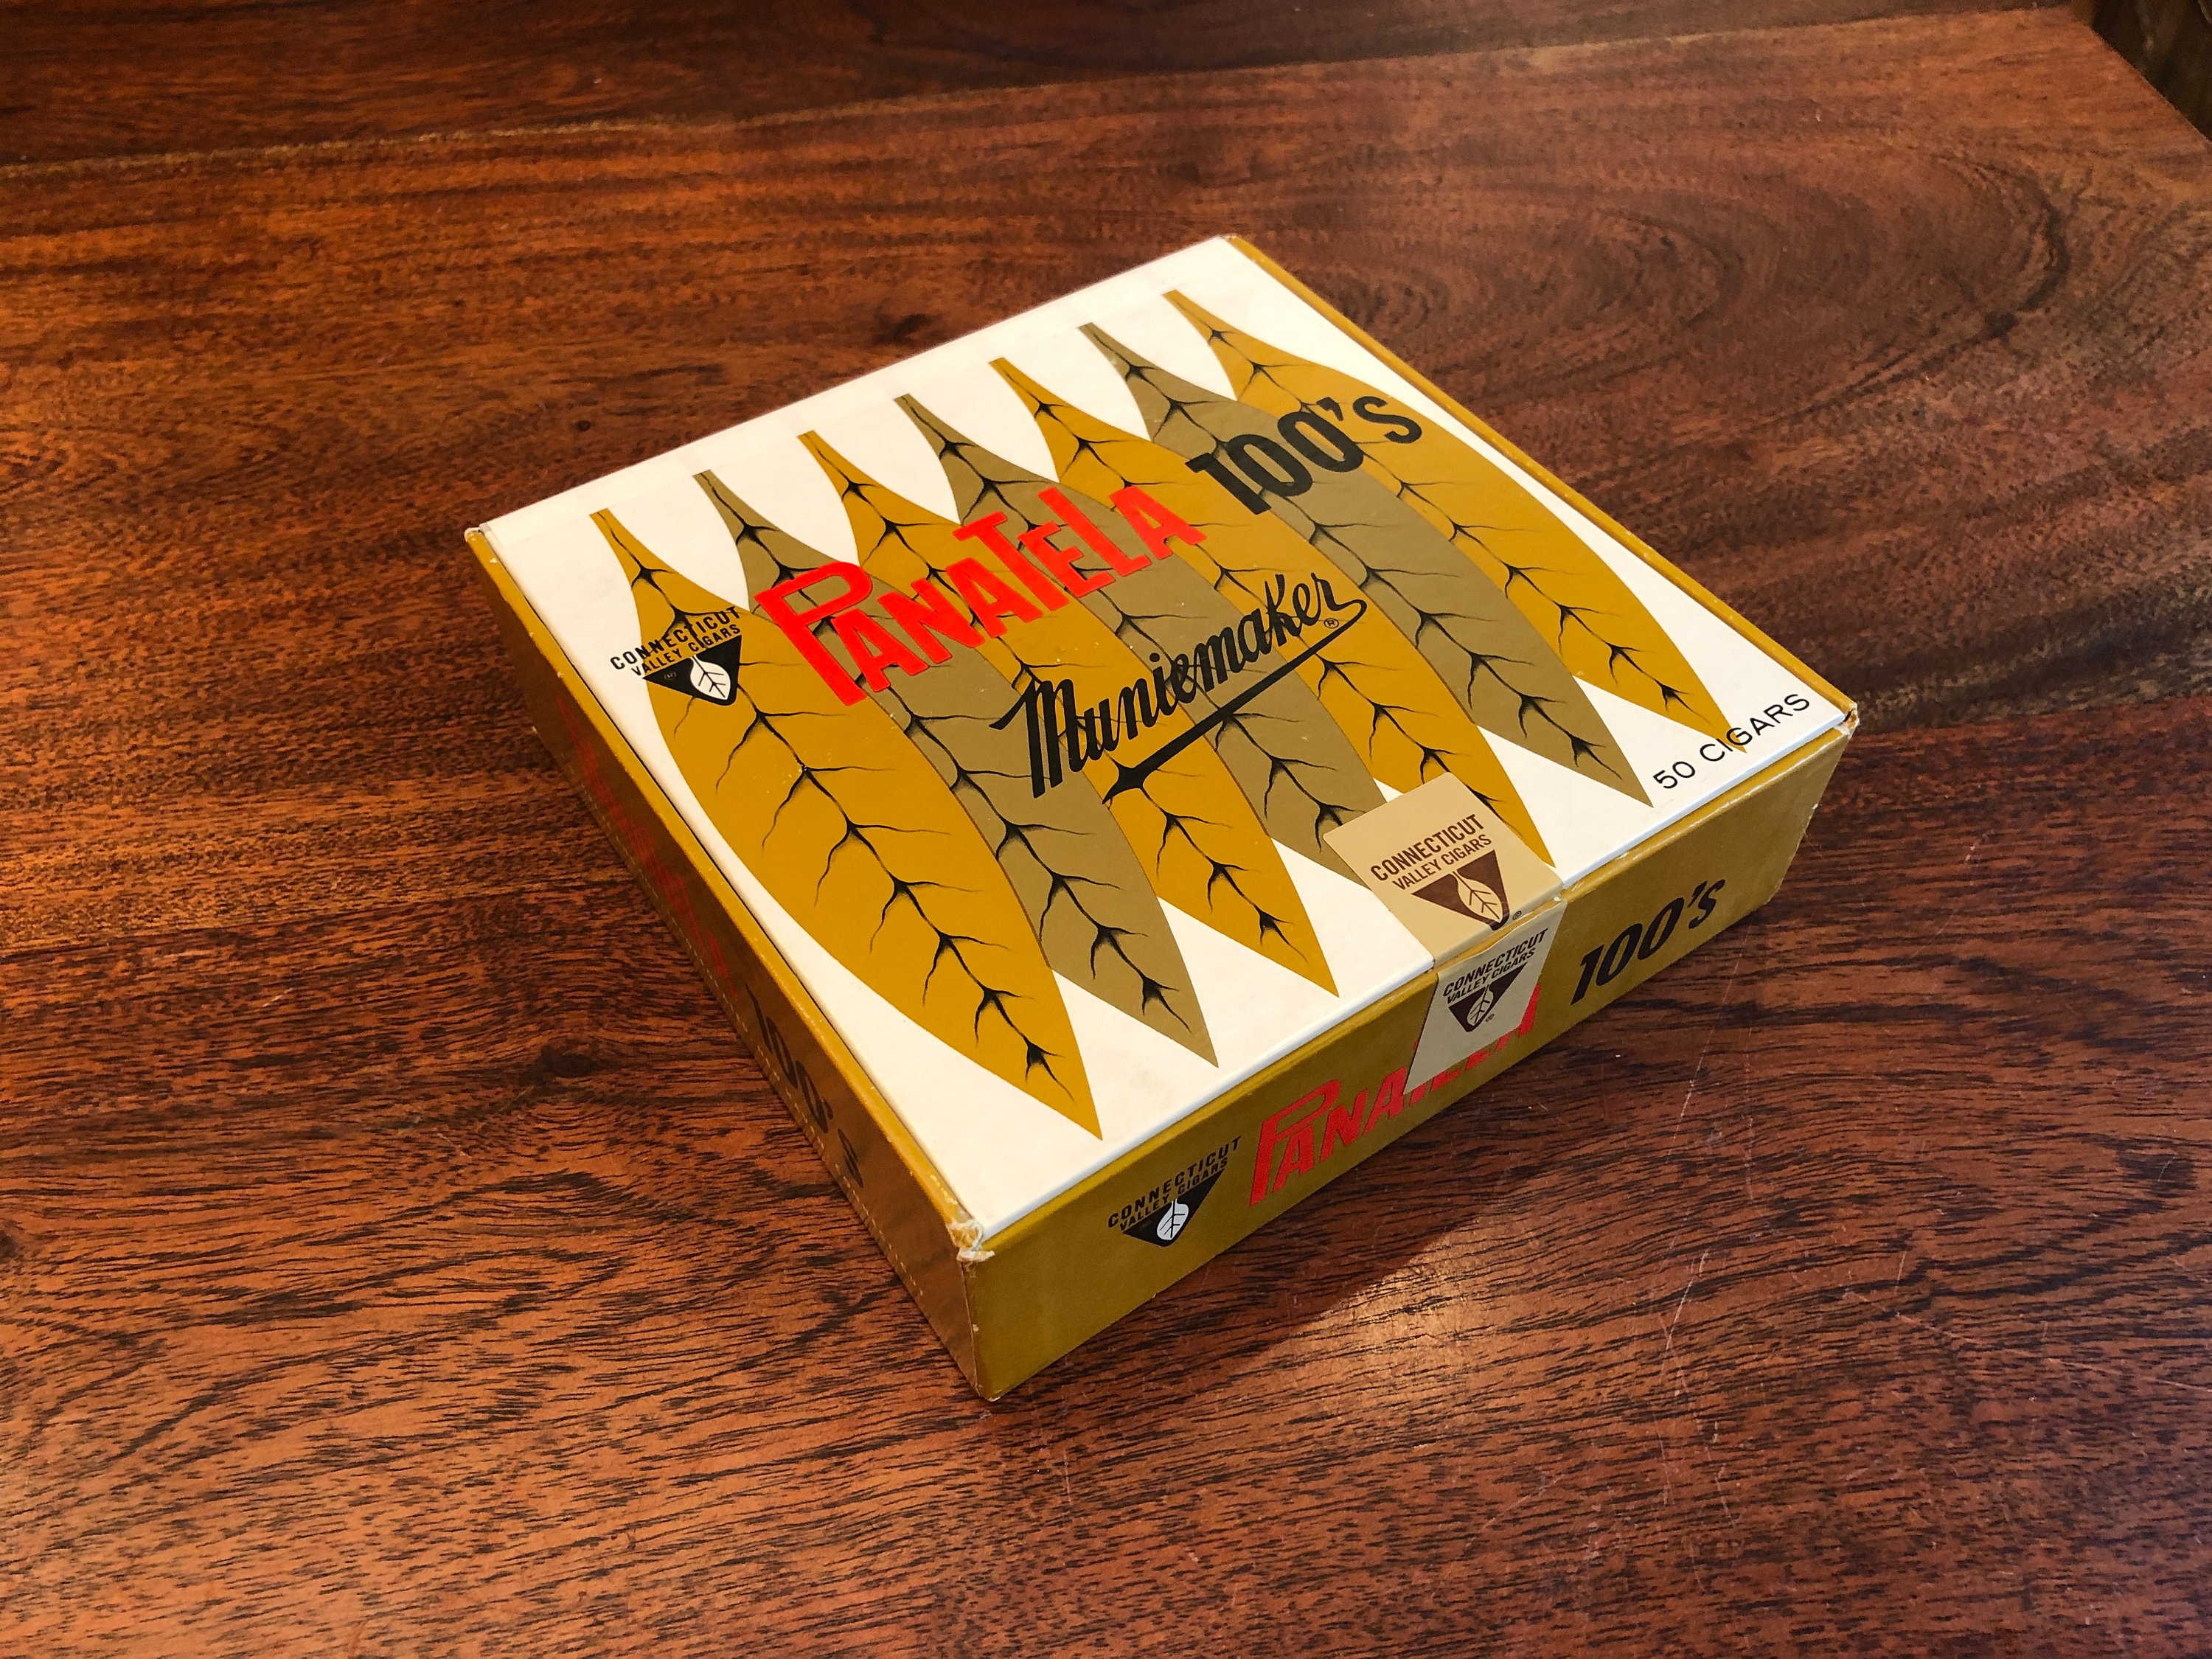 CONNECTICUT
VALLEY CIGARS
PANATELA 100's
Muniemaker®
50 CIGARS
CONNECTICUT
VALLEY CIGARS
®
CONNECTICUT
VALLEY CIGARS
®
CONNECTICUT
VALLEY CIGARS
PANATELA 100's
100's